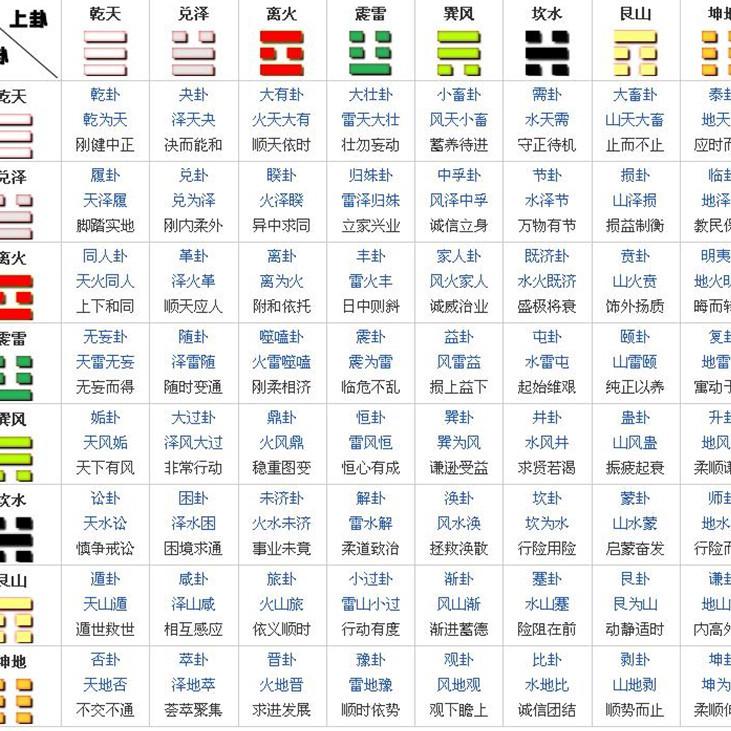 乾天 兑泽 离火 震雷 巽风 坎水 艮山 坤地
乾天 乾卦 夬卦 大有卦 大壮卦 小畜卦 需卦 大畜卦 泰卦
乾为天 泽天夬 火天大有 雷天大壮 风天小畜 水天需 山天大畜 地天
刚健中正 决而能和 顺天依时 壮勿妄动 蓄养待进 守正待机 止而不止 应时而
兑泽 履卦 兑卦 睽卦 归妹卦 中孚卦 节卦 损卦 临卦
天泽履 兑为泽 火泽睽 雷泽归妹 风泽中孚 水泽节 山泽损 地泽
脚踏实地 刚内柔外 异中求同 立家兴业 诚信立身 万物有节 损益制衡 教民
离火 同人卦 革卦 离卦 丰卦 家人卦 既济卦 贲卦 明夷
天火同人 泽火革 离为火 雷火丰 风火家人 水火既济 山火贲 地火明
上下和同 顺天应人 附和依托 日中则斜 诚威治业 盛极将衰 饰外扬质 晦而
震雷 无妄卦 随卦 噬嗑卦 震卦 益卦 屯卦 颐卦 复卦
天雷无妄 泽雷随 火雷噬嗑 震为雷 风雷益 水雷屯 山雷颐 地雷
无妄而得 随时变通 刚柔相济 临危不乱 损上益下 起始维艰 纯正以养 寓动于
巽风 姤卦 大过卦 鼎卦 恒卦 巽卦 井卦 蛊卦 升卦
天风姤 泽风大过 火风鼎 雷风恒 巽为风 水风井 山风蛊 地风
天下有风 非常行动 稳重图变 恒心有成 谦逊受益 求贤若渴 振疲起衰 柔顺
坎水 讼卦 困卦 未济卦 解卦 涣卦 坎卦 蒙卦 师卦
天水讼 泽水困 火水未济 雷水解 风水涣 坎为水 山水蒙 地水
慎争戒讼 困境求通 事业未竟 柔道致治 拯救涣散 行险用险 启蒙奋发 行险而
艮山 遁卦 咸卦 旅卦 小过卦 渐卦 塞卦 艮卦 谦卦
天山遁 泽山咸 火山旅 雷山小过 风山渐 水山塞 艮为山 地山
遁世救世 相互感应 依义顺时 行动有度 渐进蓄德 险阻在前 动静适时 内高外
坤地 否卦 萃卦 晋卦 豫卦 观卦 比卦 剥卦 坤卦
天地否 泽地萃 火地晋 雷地豫 风地观 水地比 山地剥 坤为
不交不通 荟萃聚集 求进发展 顺时依势 观下瞻上 诚信团结 顺势而止 柔顺